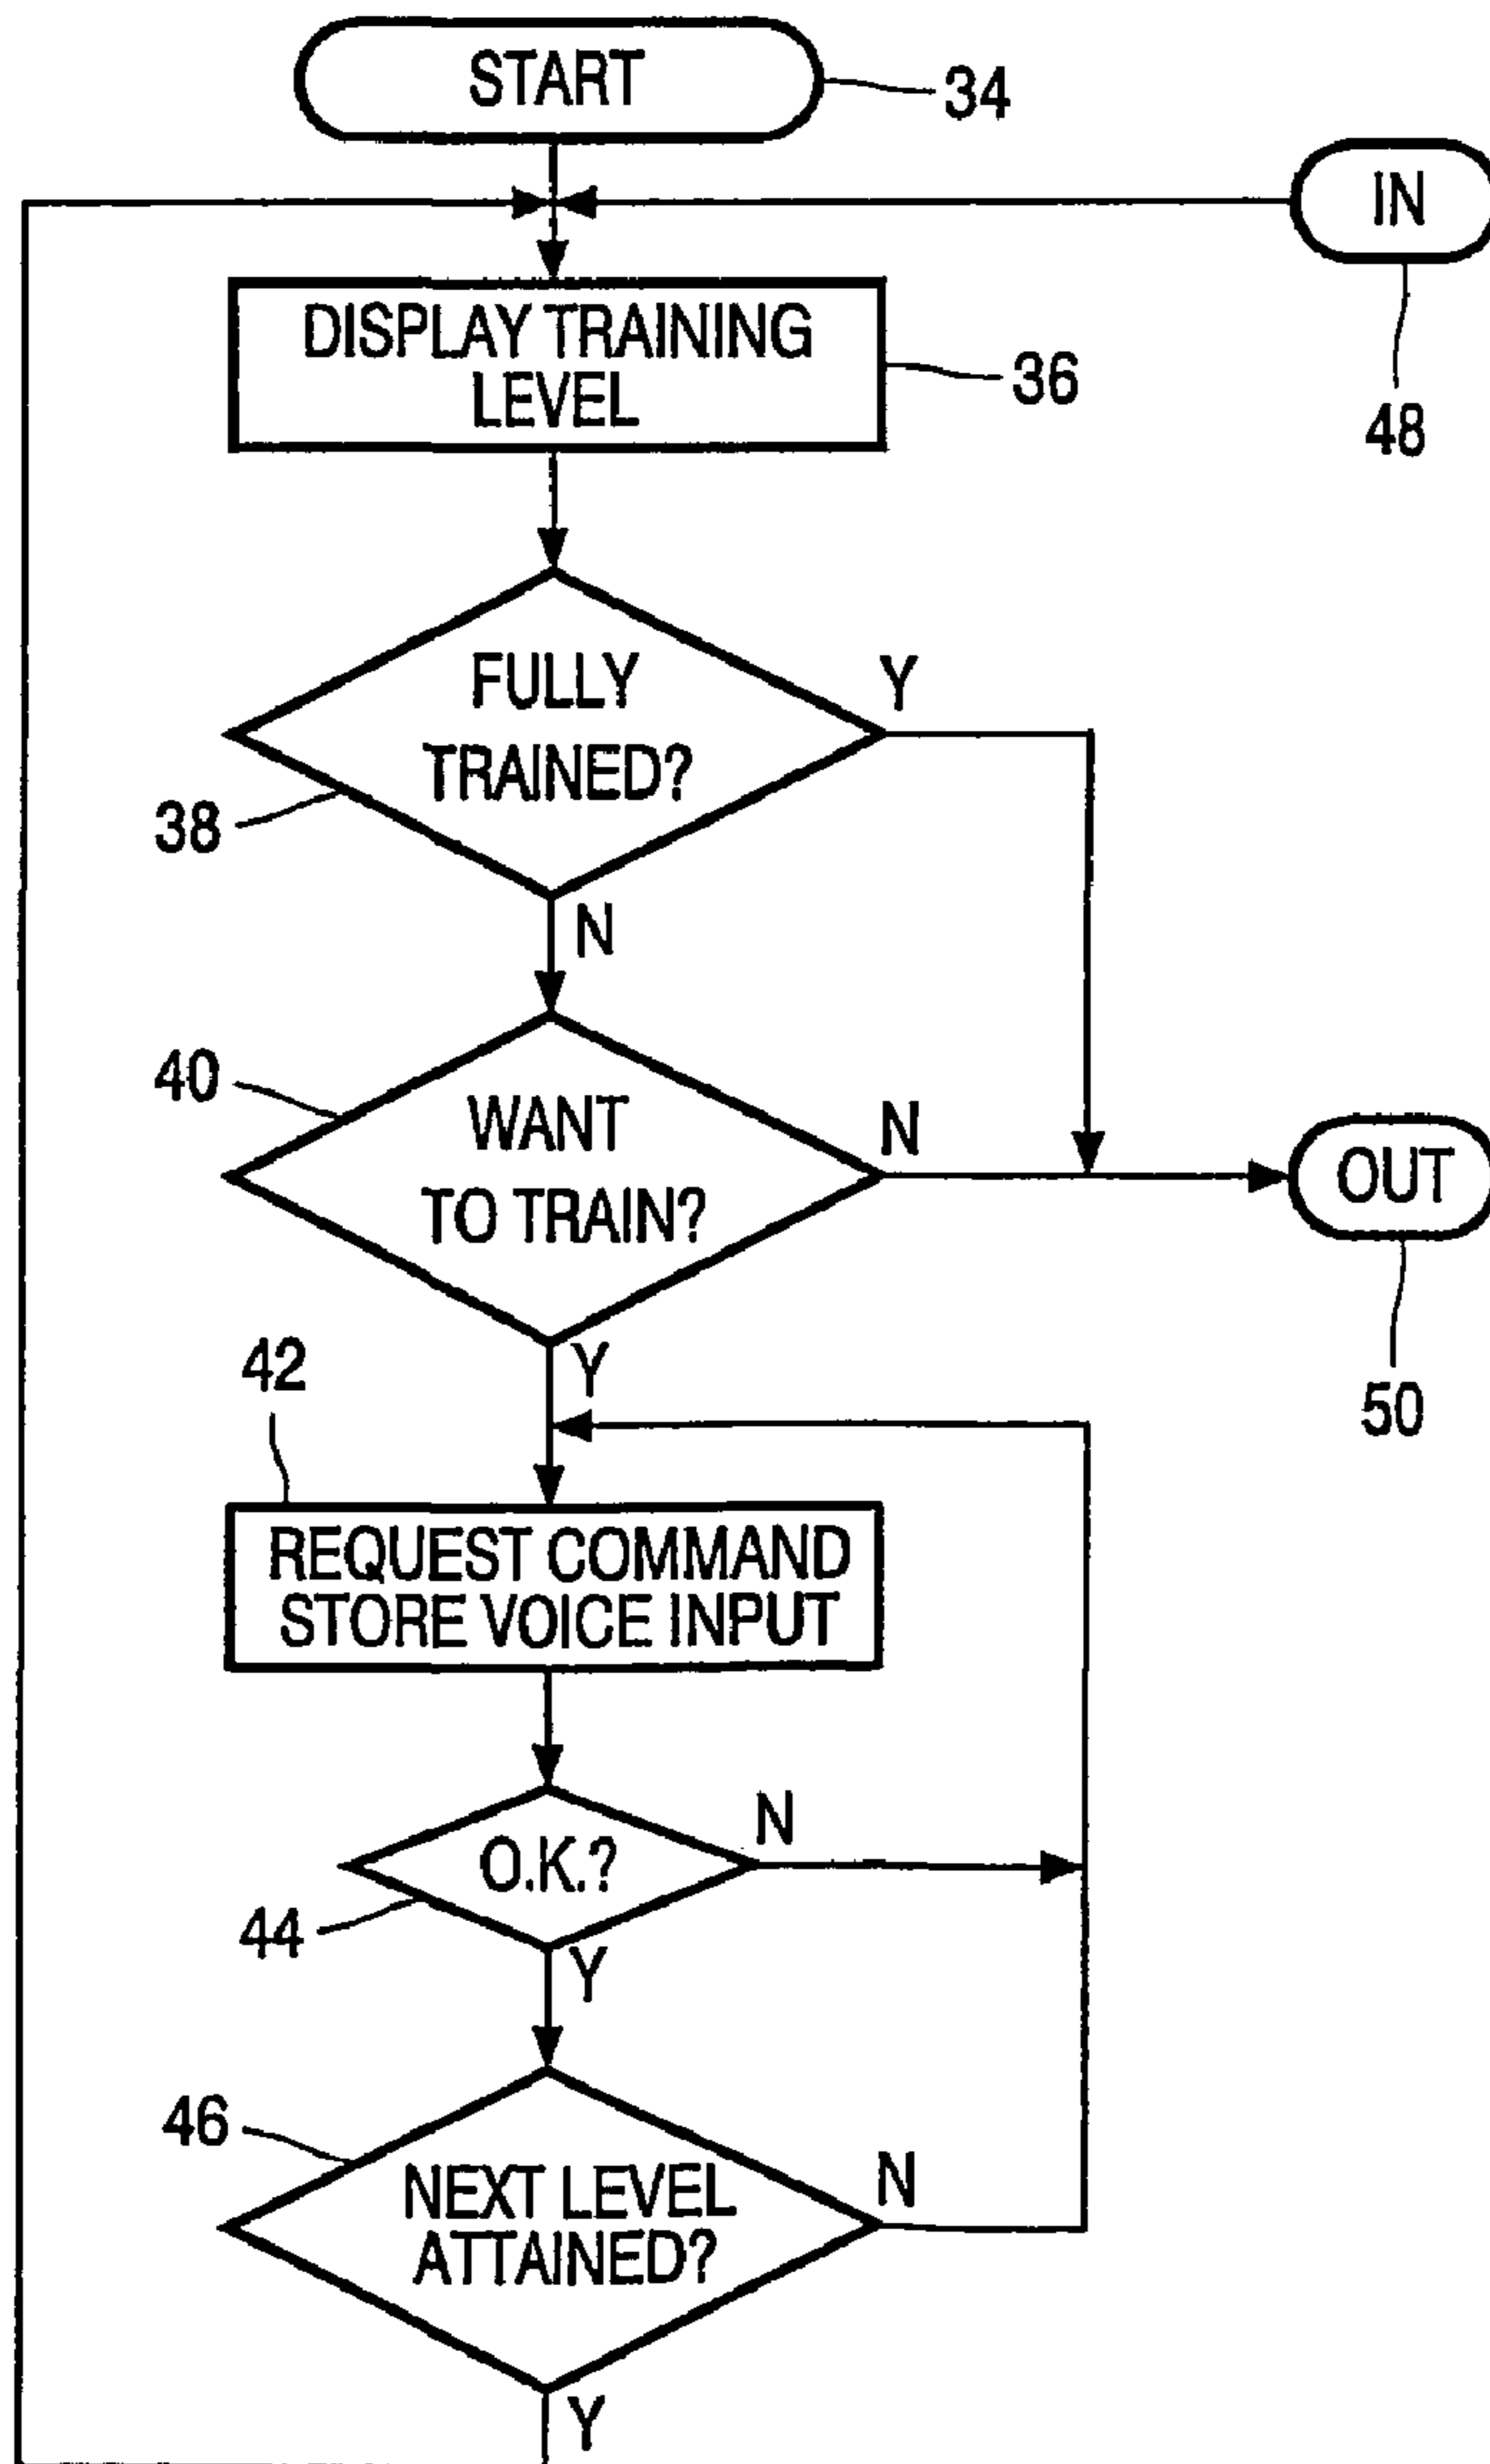 START
34
IN
48
DISPLAY TRAINING
LEVEL
36
FULLY
TRAINED?
Y
38
N
40
WANT
TO TRAIN?
N
OUT
50
Y
42
REQUEST COMMAND
STORE VOICE INPUT
O.K.?
N
44
Y
46
NEXT LEVEL
ATTAINED?
N
Y